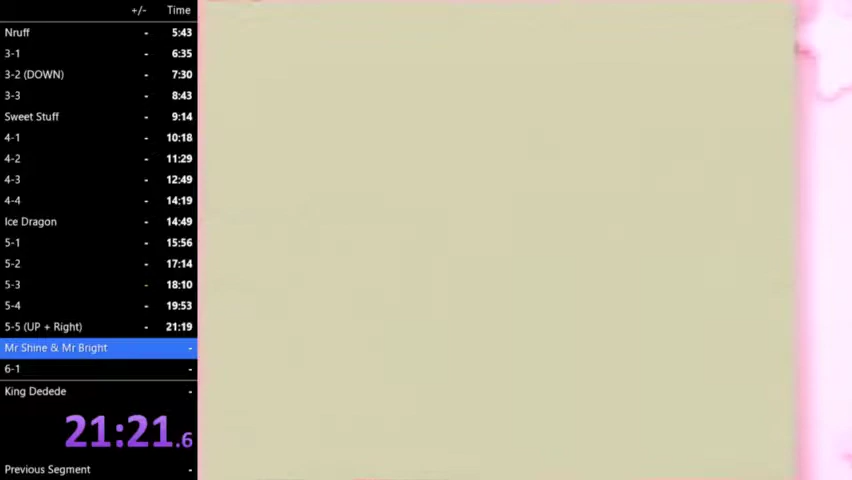 +/- Time
Nruff - 5:43
3-1 - 6:35
3-2 (DOWN) - 7:30
3-3 - 8:43
Sweet Stuff - 9:14
4-1 - 10:18
4-2 - 11:29
4-3 - 12:49
4-4 - 14:19
Ice Dragon - 14:49
5-1 - 15:56
5-2 - 17:14
5-3 - 18:10
5-4 - 19:53
5-5 (UP + Right) - 21:19
Mr Shine & Mr Bright -
6-1 -
King Dedede -
21:21.6
Previous Segment -